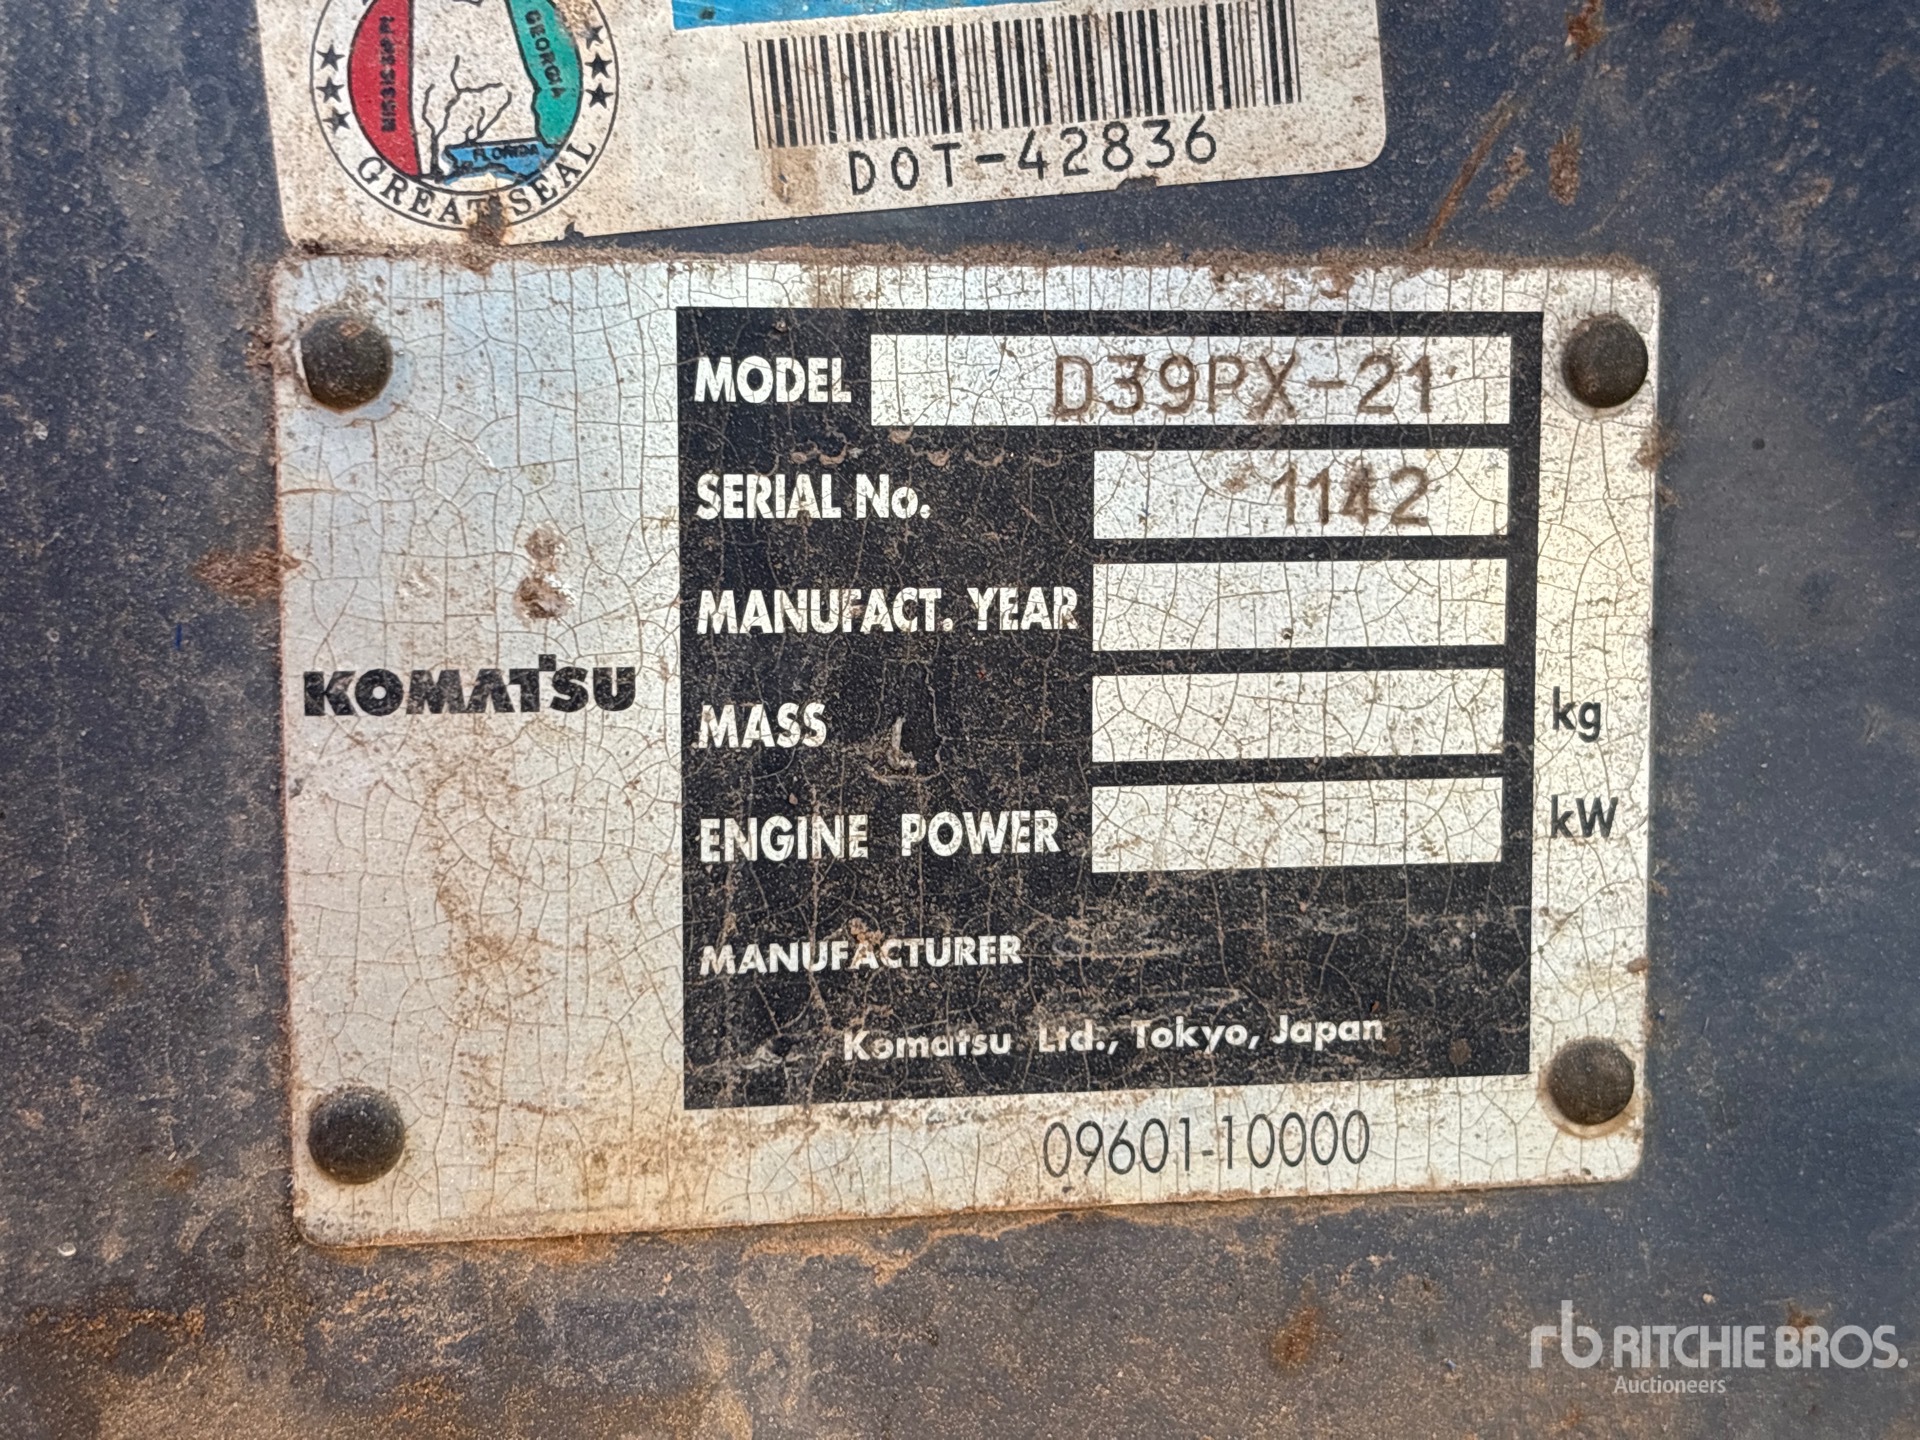 MISSISSIPPI
GEORGIA
FLORIDA
GREAT SEAL
DOT-42836
MODEL D39PX-21
SERIAL No. 1142
MANUFACT. YEAR
MASS kg
KOMATSU
ENGINE POWER kW
MANUFACTURER
Komatsu Ltd., Tokyo, Japan
09601-10000
rb RITCHIE BROS.
Auctioneers